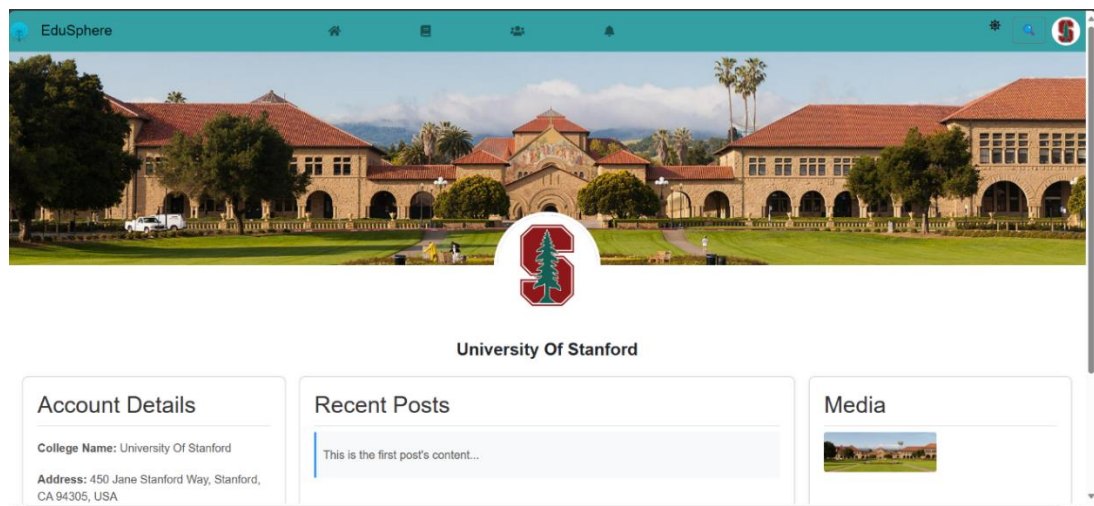 EduSphere
University Of Stanford
Account Details
College Name: University Of Stanford
Address: 450 Jane Stanford Way, Stanford,
CA 94305, USA
Recent Posts
This is the first post's content...
Media